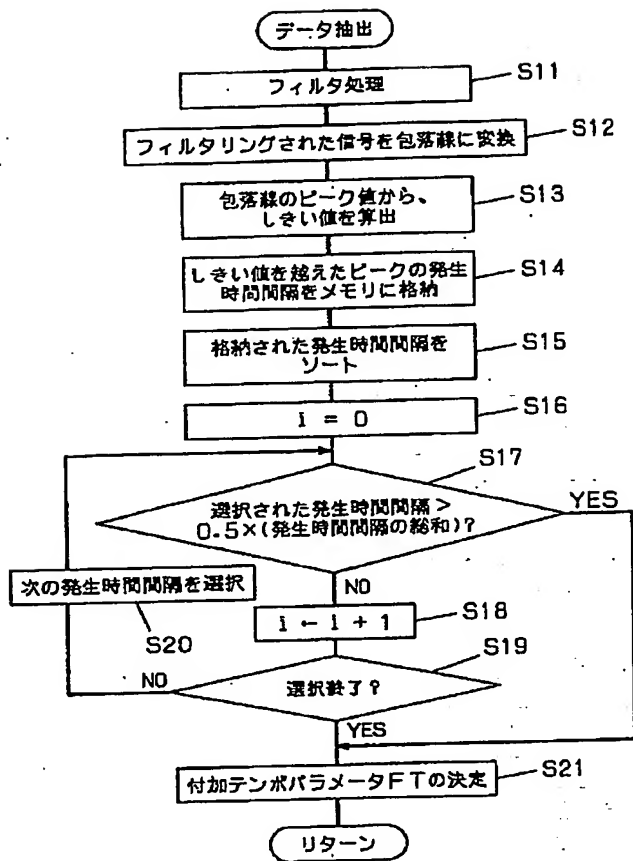 データ抽出
フィルタ処理
S11
フィルタリングされた信号を包落線に変換
S12
包落線のピーク値から、
しきい値を算出
S13
しきい値を越えたピークの発生
時間間隔をメモリに格納
S14
格納された発生時間間隔を
ソート
S15
i = 0
S16
S17
選択された発生時間間隔>
0.5×(発生時間間隔の総和)?
YES
NO
次の発生時間間隔を選択
S20
i ← i + 1
S18
S19
選択終了?
NO
YES
付加テンポパラメータFTの決定
S21
リターン